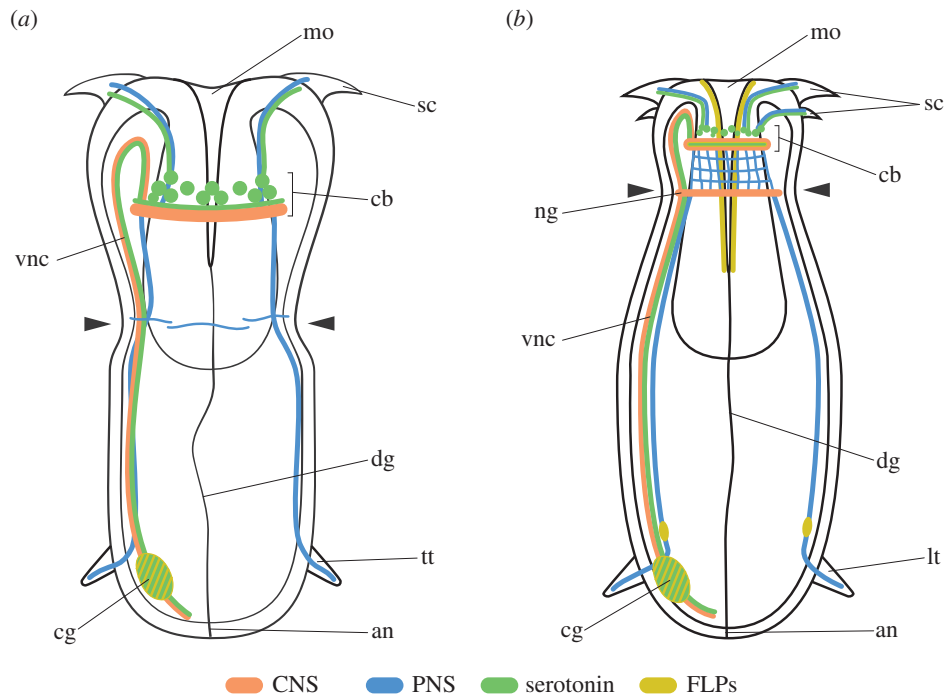 (a)
mo
sc
cb
vnc
dg
tt
cg
an
(b)
mo
sc
cb
ng
vnc
dg
lt
cg
an
CNS PNS serotonin FLPs